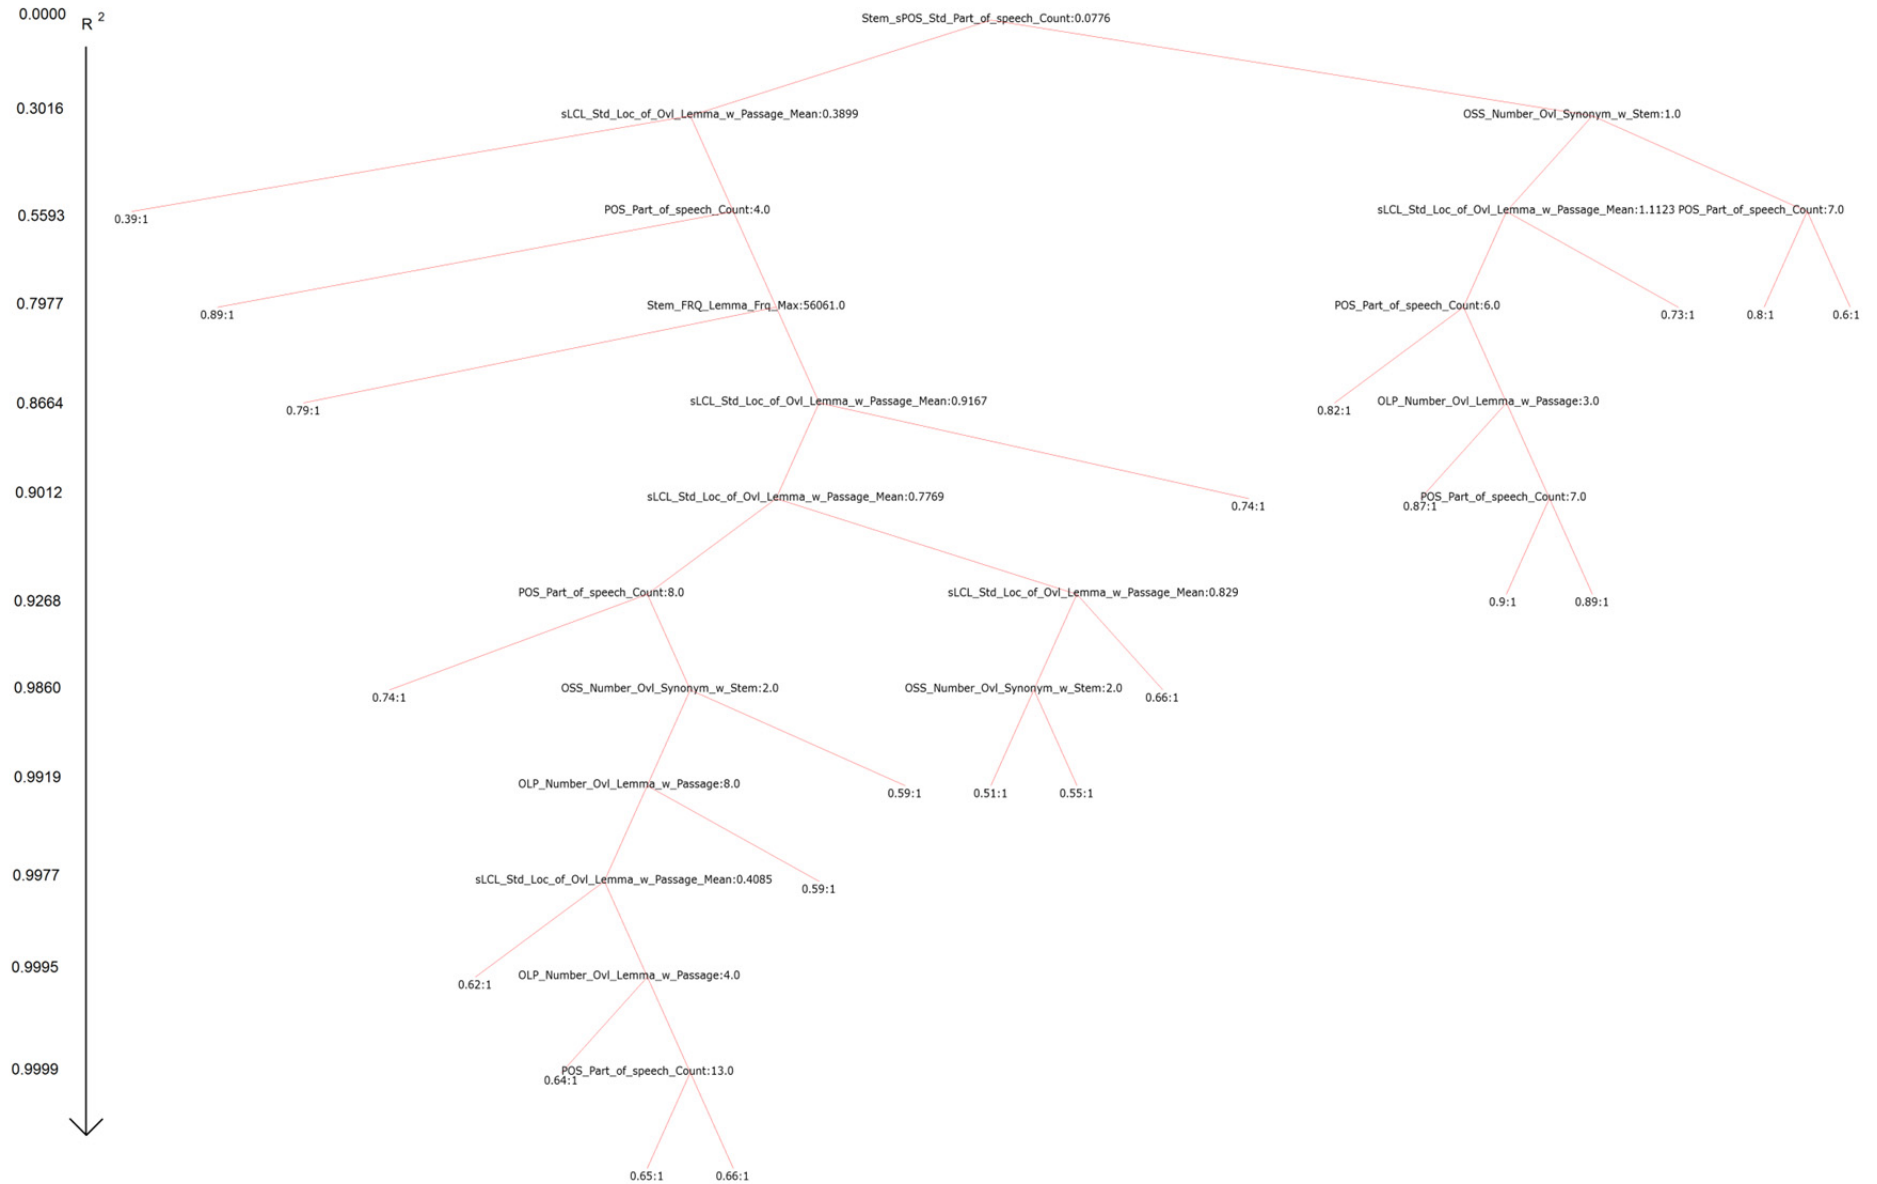 0.0000
R 2
Stem_sPOS_Std_Part_of_speech_Count:0.0776
0.3016
sLCL_Std_Loc_of_Ovl_Lemma_w_Passage_Mean:0.3899
OSS_Number_Ovl_Synonym_w_Stem:1.0
0.5593
0.39:1
POS_Part_of_speech_Count:4.0
sLCL_Std_Loc_of_Ovl_Lemma_w_Passage_Mean:1.1123
POS_Part_of_speech_Count:7.0
0.7977
0.89:1
Stem_FRQ_Lemma_Frq_Max:56061.0
POS_Part_of_speech_Count:6.0
0.73:1
0.8:1
0.6:1
0.8664
0.79:1
sLCL_Std_Loc_of_Ovl_Lemma_w_Passage_Mean:0.9167
0.82:1
OLP_Number_Ovl_Lemma_w_Passage:3.0
0.9012
sLCL_Std_Loc_of_Ovl_Lemma_w_Passage_Mean:0.7769
0.74:1
0.87:1
POS_Part_of_speech_Count:7.0
0.9268
POS_Part_of_speech_Count:8.0
sLCL_Std_Loc_of_Ovl_Lemma_w_Passage_Mean:0.829
0.9:1
0.89:1
0.9860
0.74:1
OSS_Number_Ovl_Synonym_w_Stem:2.0
OSS_Number_Ovl_Synonym_w_Stem:2.0
0.66:1
0.9919
OLP_Number_Ovl_Lemma_w_Passage:8.0
0.59:1
0.51:1
0.55:1
0.9977
sLCL_Std_Loc_of_Ovl_Lemma_w_Passage_Mean:0.4085
0.59:1
0.9995
0.62:1
OLP_Number_Ovl_Lemma_w_Passage:4.0
0.9999
0.64:1
POS_Part_of_speech_Count:13.0
0.65:1
0.66:1